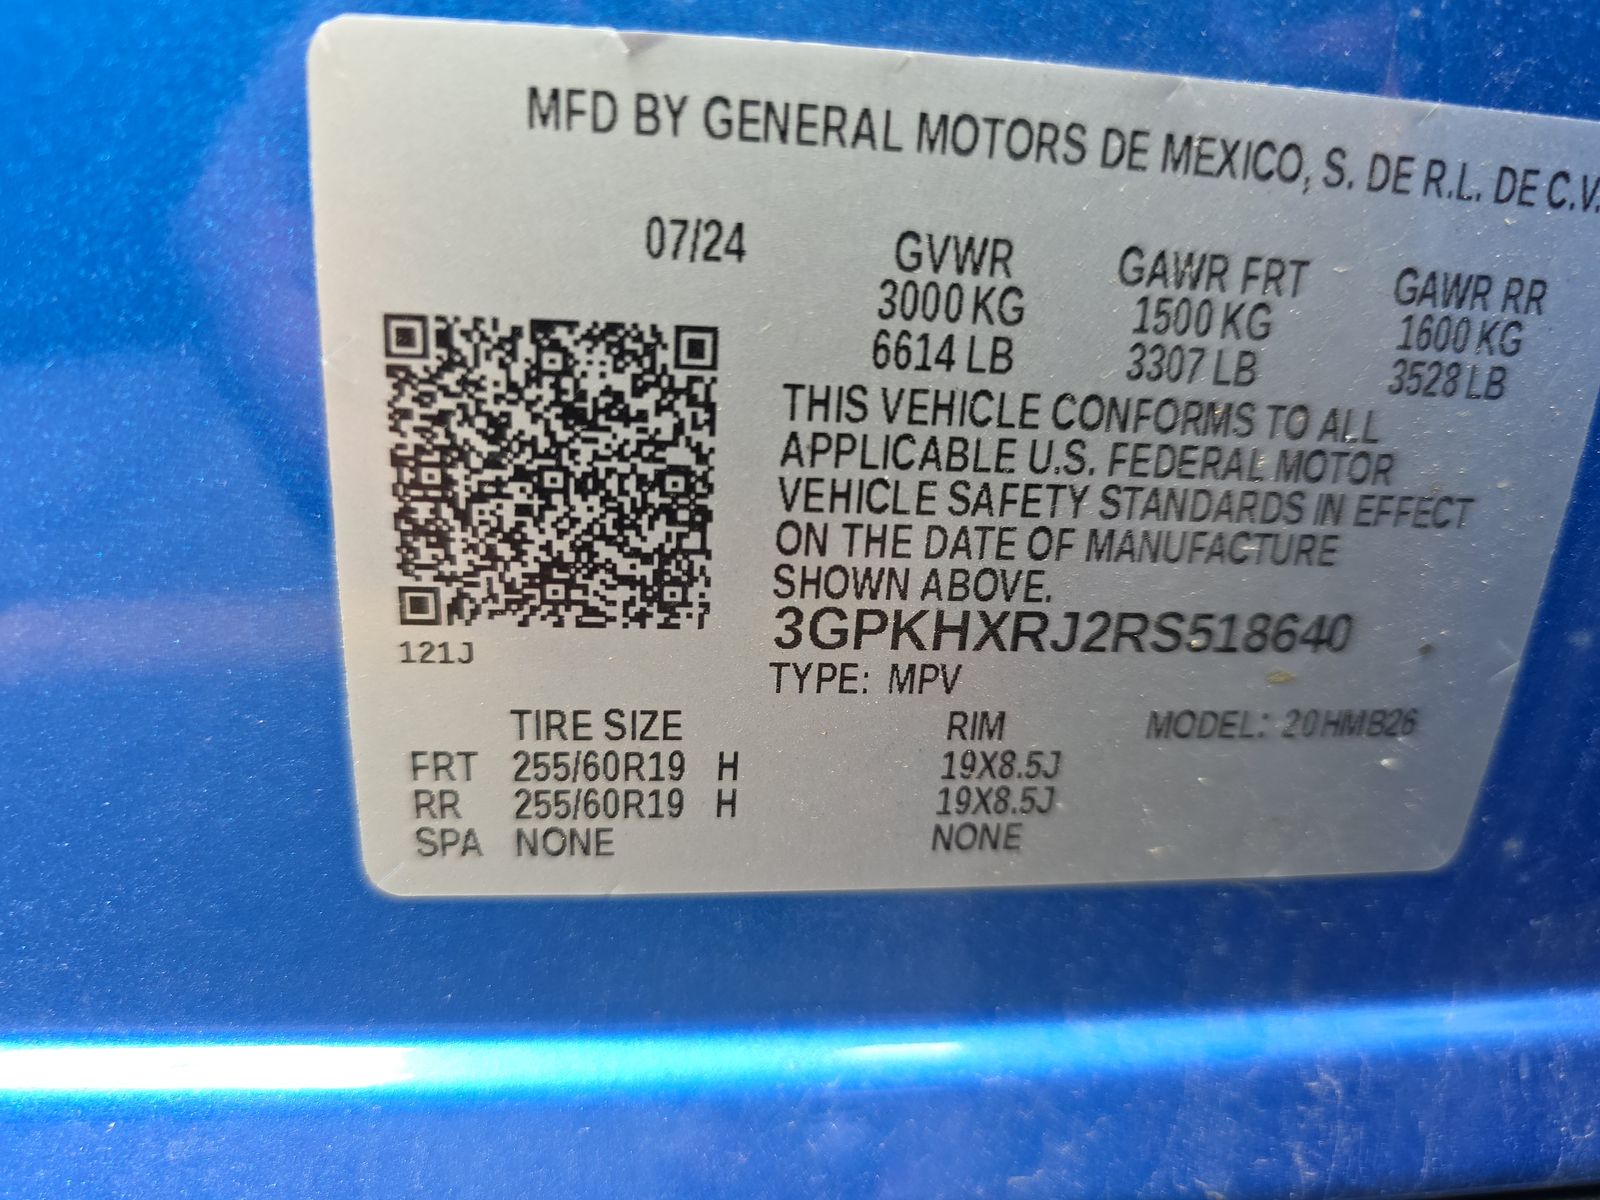 MFD BY GENERAL MOTORS DE MEXICO, S. DE R.L. DE C.V.
07/24
GVWR GAWR FRT GAWR RR
3000 KG 1500 KG 1600 KG
6614 LB 3307 LB 3528 LB
THIS VEHICLE CONFORMS TO ALL
APPLICABLE U.S. FEDERAL MOTOR
VEHICLE SAFETY STANDARDS IN EFFECT
ON THE DATE OF MANUFACTURE
SHOWN ABOVE.
3GPKHXRJ2RS518640
121J
TYPE: MPV
TIRE SIZE RIM MODEL: 20HMB26
FRT 255/60R19 H 19X8.5J
RR 255/60R19 H 19X8.5J
SPA NONE NONE